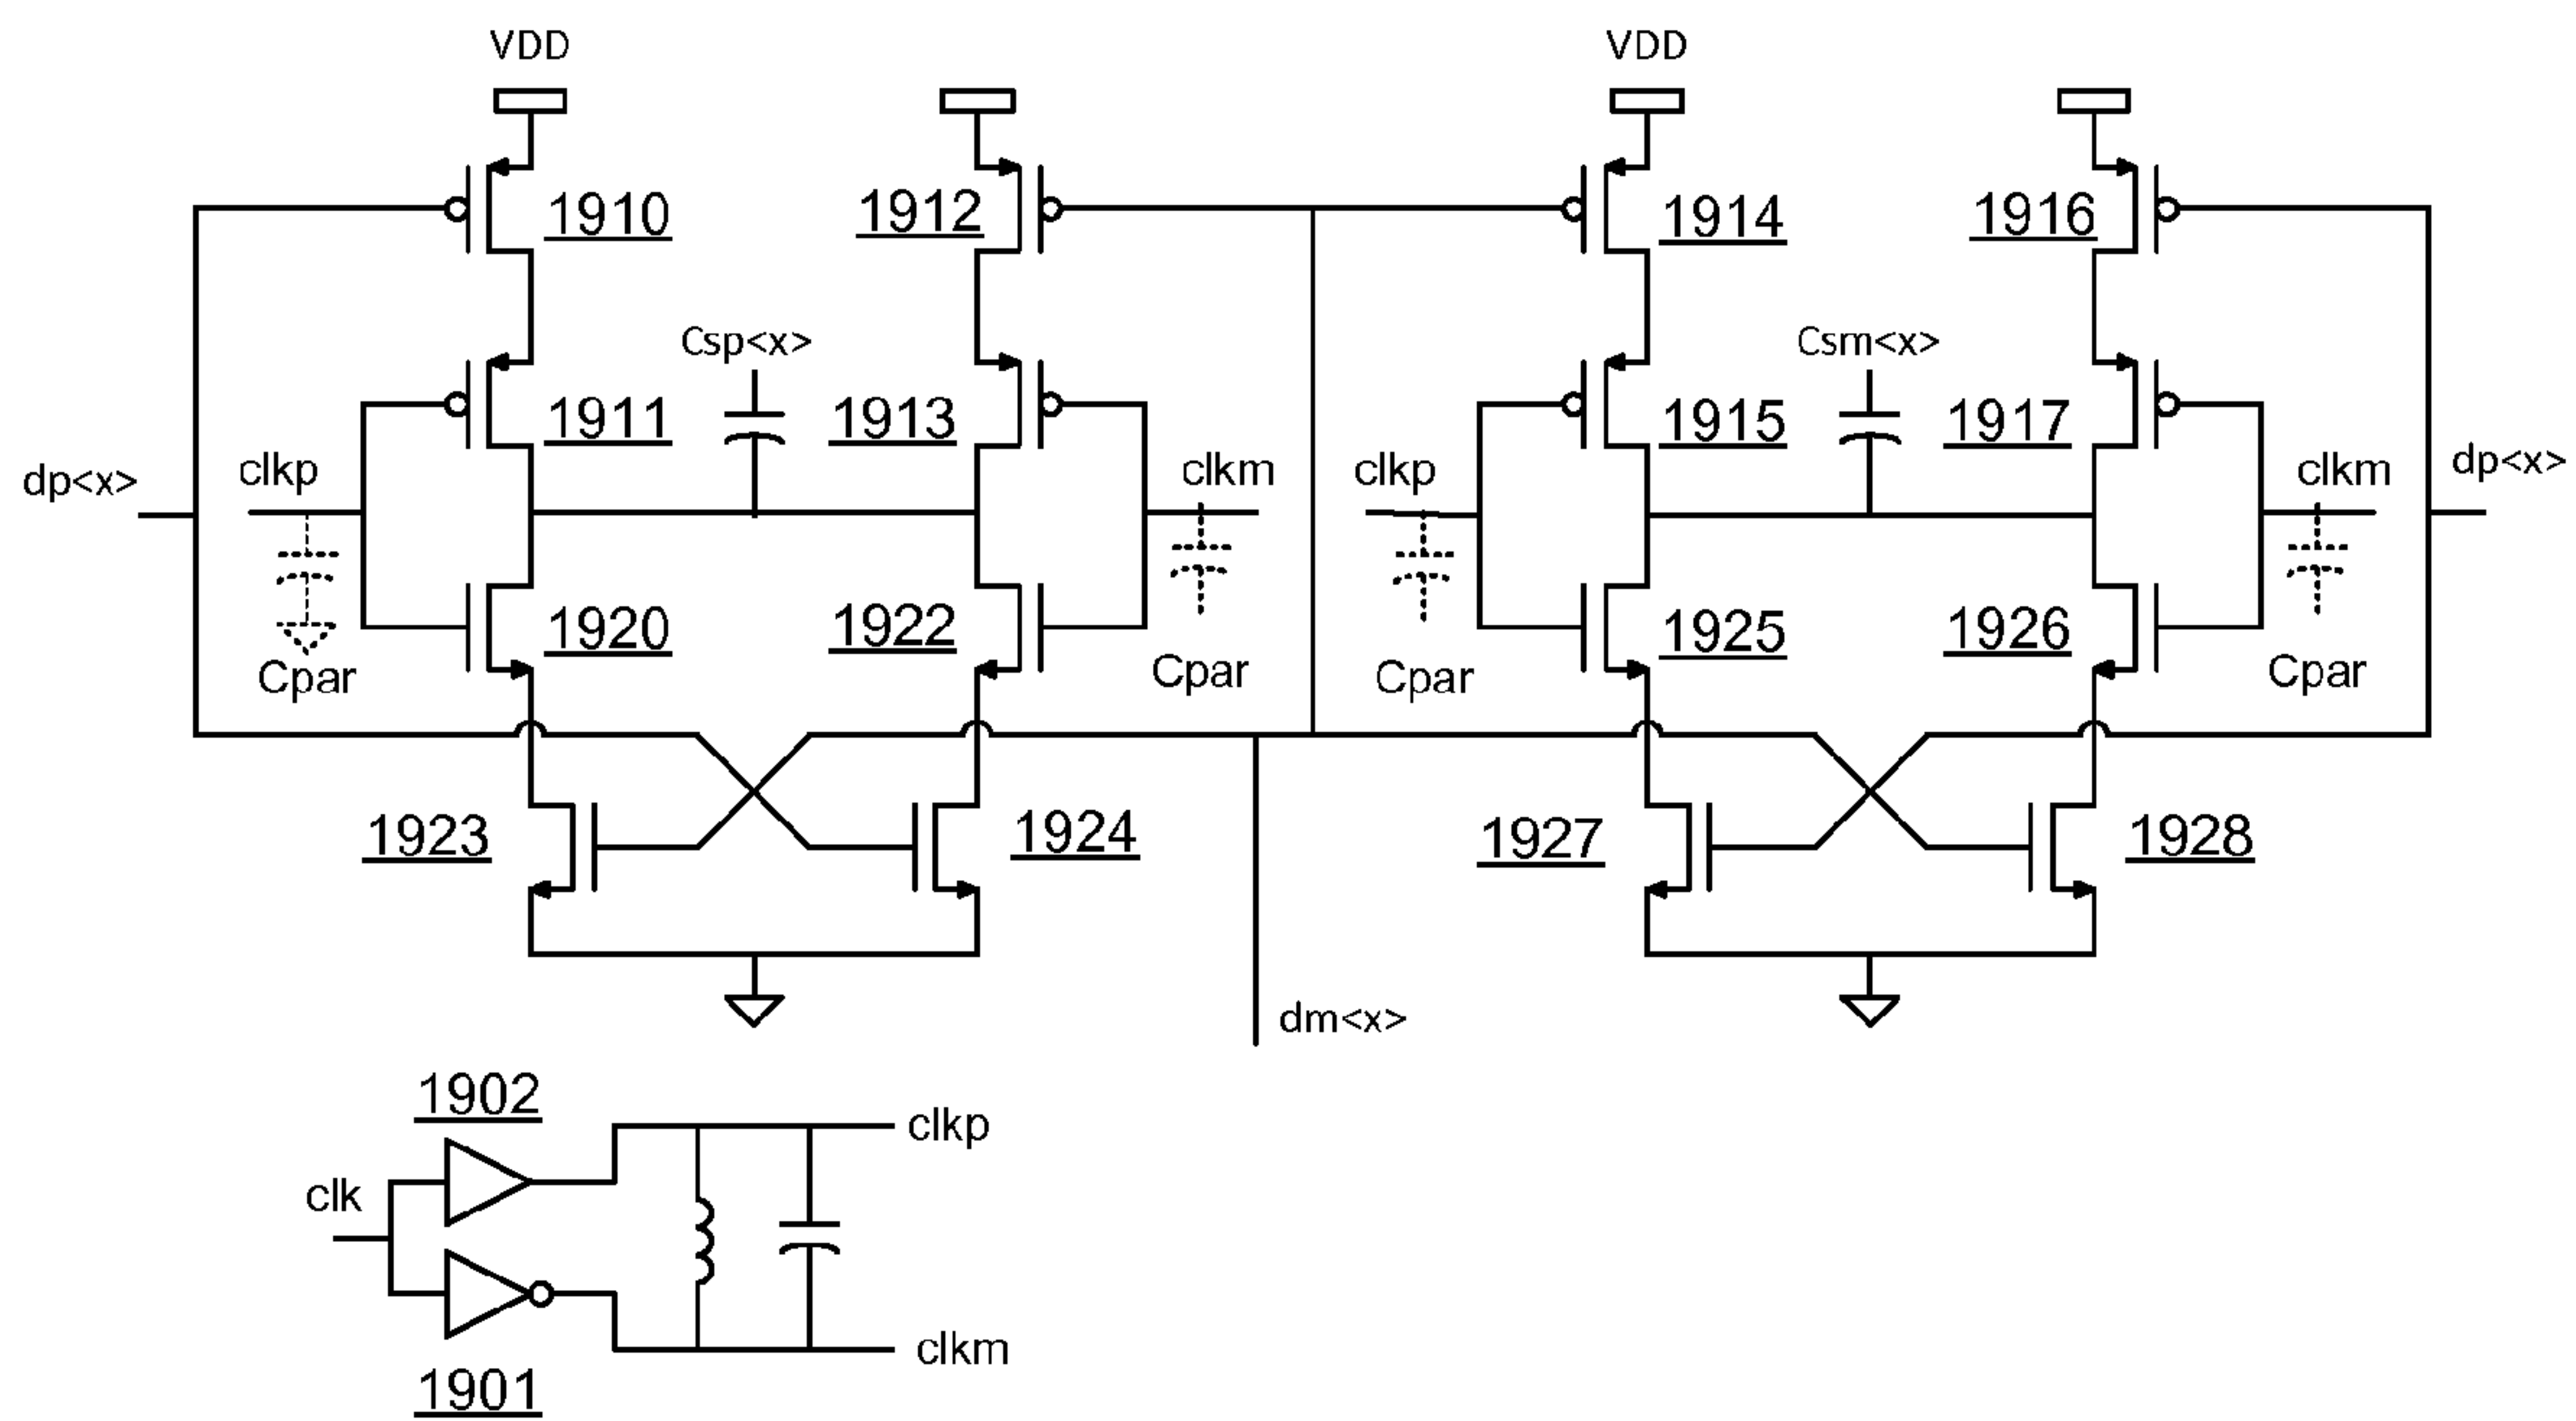 VDD
VDD
1910
1912
1914
1916
Csp<x>
Csm<x>
1911
1913
1915
1917
dp<x>
clkp
clkm
clkp
clkm
dp<x>
1920
1922
1925
1926
Cpar
Cpar
Cpar
Cpar
1923
1924
1927
1928
dm<x>
1902
clkp
clk
clkm
1901